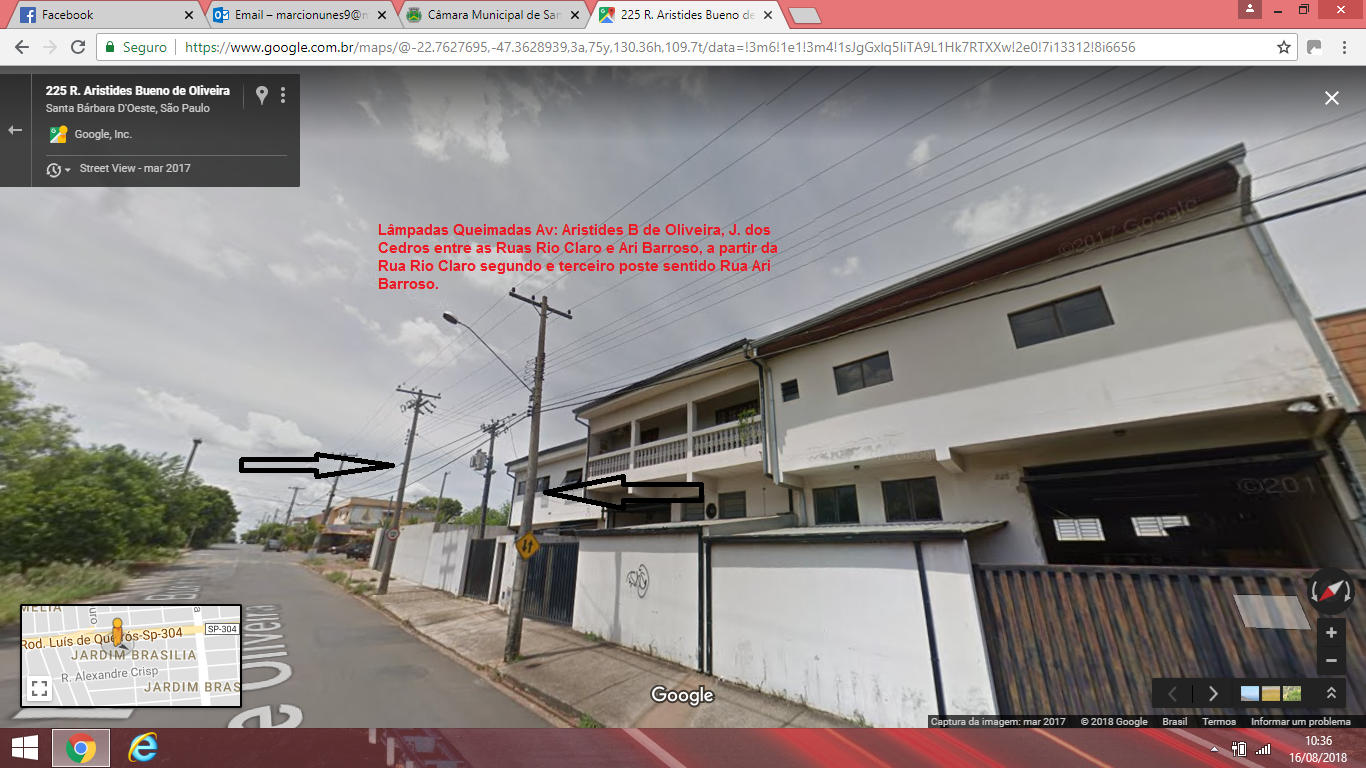 Facebook
Email – marcionunes9@
Câmara Municipal de San
225 R. Aristides Bueno de
Seguro
https://www.google.com.br/maps/@-22.7627695,-47.3628939,3a,75y,130.36h,109.7t/data=!3m6!1e1!3m4!1sJgGxIq5IiTA9L1Hk7RTXXw!2e0!7i13312!8i6656
225 R. Aristides Bueno de Oliveira
Santa Bárbara D'Oeste, São Paulo
Google, Inc.
Street View - mar 2017
Lâmpadas Queimadas Av: Aristides B de Oliveira, J. dos
Cedros entre as Ruas Rio Claro e Ari Barroso, a partir da
Rua Rio Claro segundo e terceiro poste sentido Rua Ari
Barroso.
©2017 Google
©201
e Oliveira
Rod. Luís de Queirós-Sp-304
SP-304
JARDIM BRASILIA
R. Alexandre Crisp
JARDIM BRAS
Google
Captura da imagem: mar 2017
© 2018 Google
Brasil
Termos
Informar um problema
10:36
16/08/2018